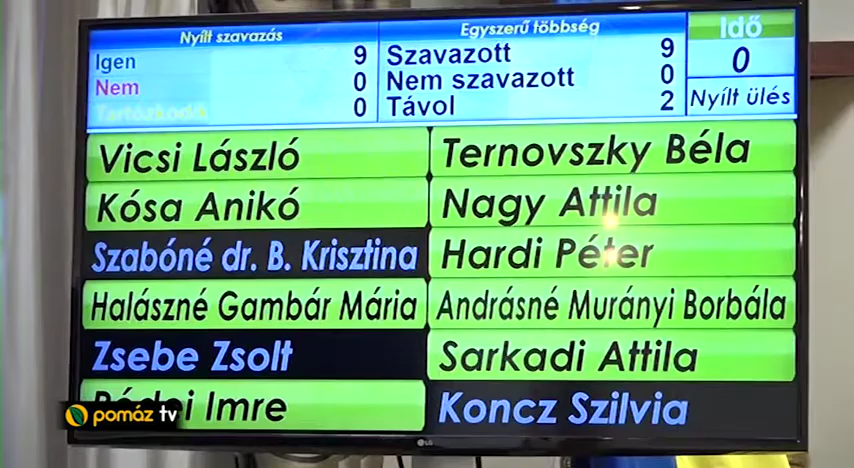 Nyílt szavazás
Igen 9
Nem 0
Tartózkodik 0
Egyszerű többség
Szavazott 9
Nem szavazott 0
Távol 2
Idő
0
Nyílt ülés
Vicsi László
Kósa Anikó
Szabóné dr. B. Krisztina
Halászné Gambár Mária
Zsebe Zsolt
Imre
Ternovszky Béla
Nagy Attila
Hardi Péter
Andrásné Murányi Borbála
Sarkadi Attila
Koncz Szilvia
pomáz tv
LG